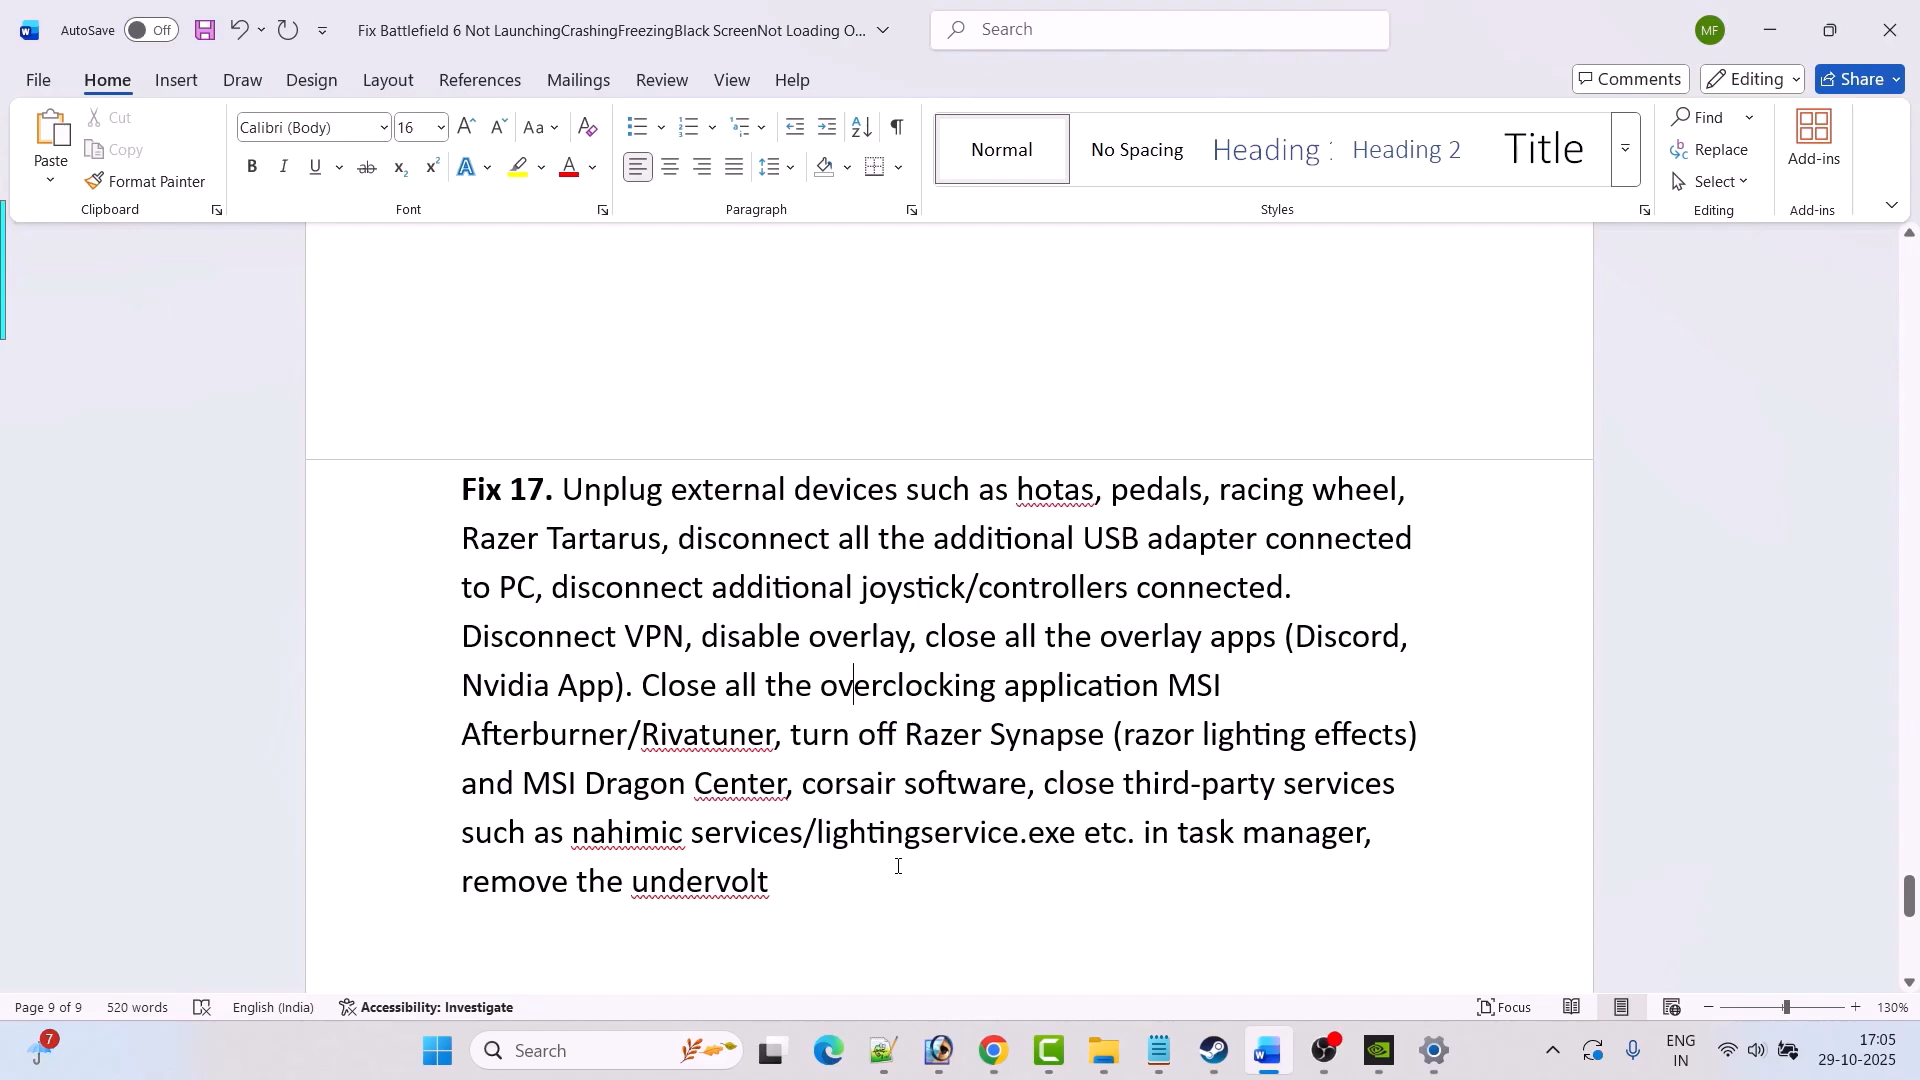 AutoSave Off Fix Battlefield 6 Not LaunchingCrashingFreezingBlack ScreenNot Loading O... Search MF
File Home Insert Draw Design Layout References Mailings Review View Help Comments Editing Share
Paste Cut Copy Format Painter Clipboard
Calibri (Body) 16 Font
Paragraph
Normal No Spacing Heading 1 Heading 2 Title Styles
Find Replace Select Editing
Add-ins Add-ins
Fix 17. Unplug external devices such as hotas, pedals, racing wheel,
Razer Tartarus, disconnect all the additional USB adapter connected
to PC, disconnect additional joystick/controllers connected.
Disconnect VPN, disable overlay, close all the overlay apps (Discord,
Nvidia App). Close all the overclocking application MSI
Afterburner/Rivatuner, turn off Razer Synapse (razor lighting effects)
and MSI Dragon Center, corsair software, close third-party services
such as nahimic services/lightingservice.exe etc. in task manager,
remove the undervolt
Page 9 of 9 520 words English (India) Accessibility: Investigate Focus 130%
7 Search ENG IN 17:05 29-10-2025